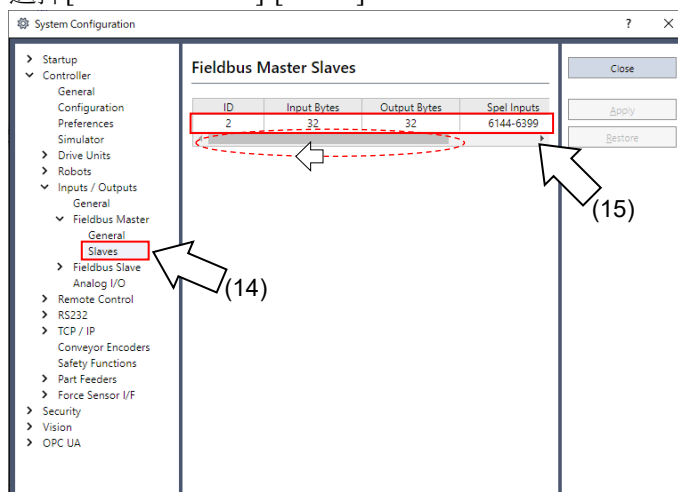 System Configuration
?
Startup
Controller
General
Configuration
Preferences
Simulator
Drive Units
Robots
Inputs / Outputs
General
Fieldbus Master
General
Slaves
Fieldbus Slave
Analog I/O
Remote Control
RS232
TCP / IP
Conveyor Encoders
Safety Functions
Part Feeders
Force Sensor I/F
Security
Vision
OPC UA
(14)
Fieldbus Master Slaves
ID Input Bytes Output Bytes Spel Inputs
2 32 32 6144-6399
(15)
Close
Apply
Restore